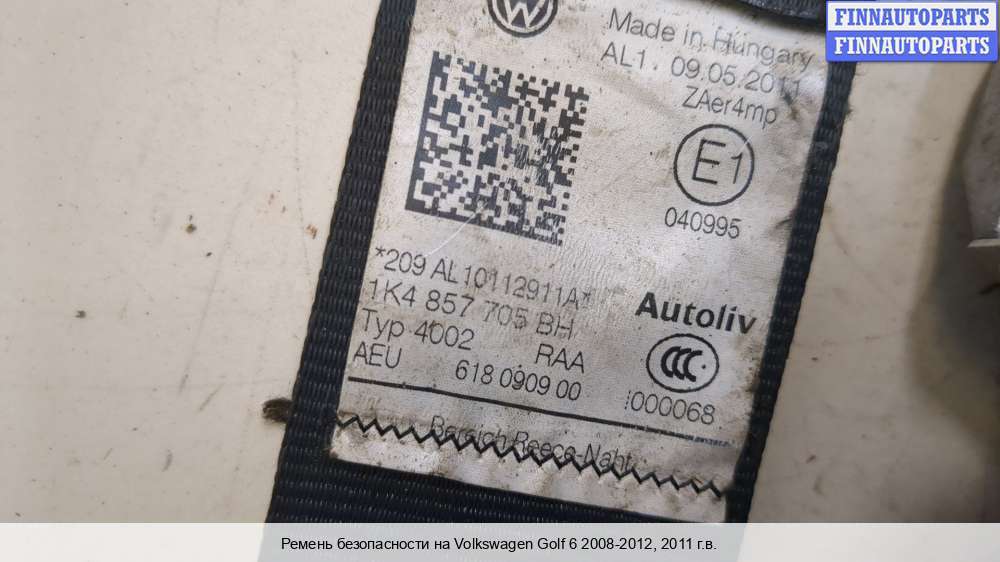 FINNAUTOPARTS
FINNAUTOPARTS
Made in Hungary
AL1. 09.05.2011
ZAer4mp
E1
040995
*209 AL10112911A*
1K4 857 705 BH
Autoliv
Typ 4002 RAA
CCC
AEU 618 0909 00
000068
Bereich Reece-Naht
Ремень безопасности на Volkswagen Golf 6 2008-2012, 2011 г.в.